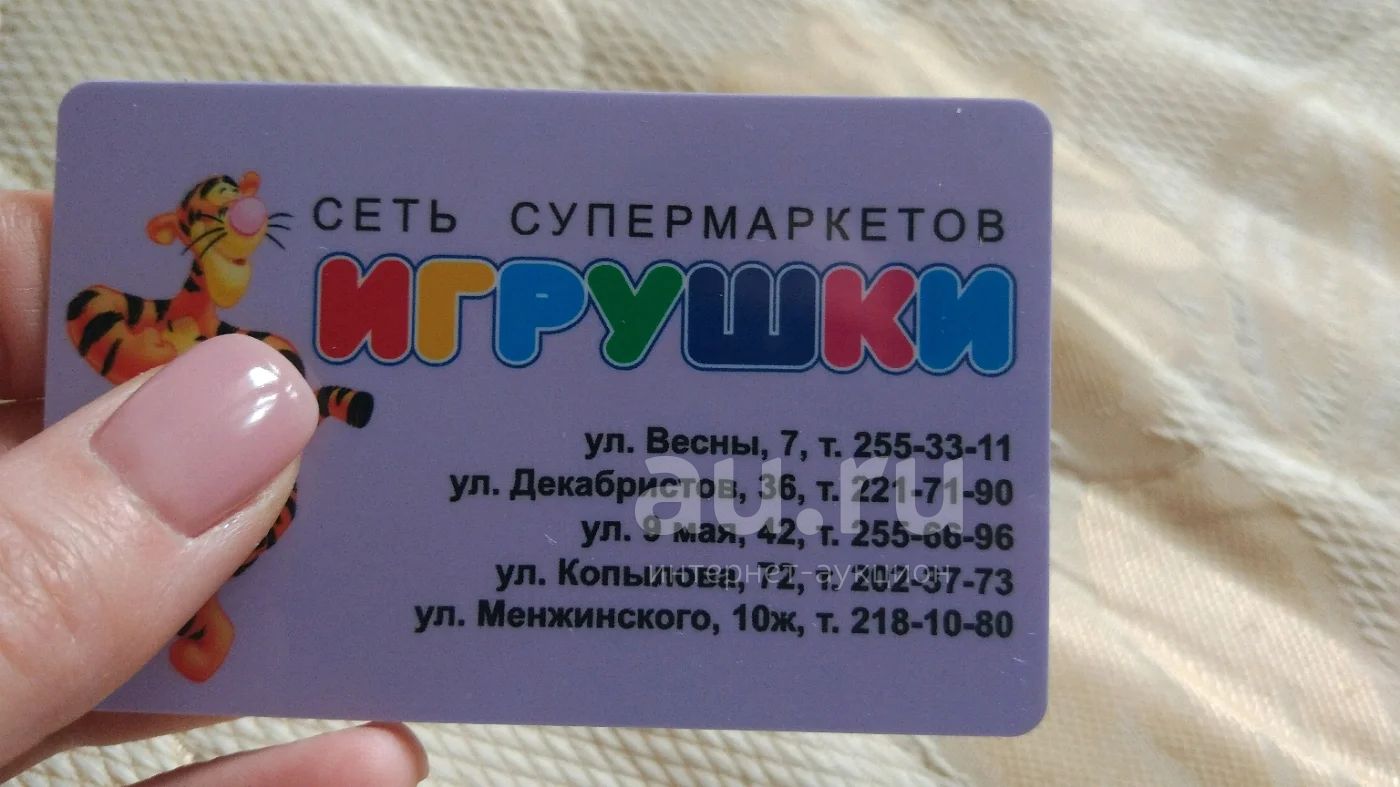 СЕТЬ СУПЕРМАРКЕТОВ
ИГРУШКИ
ул. Весны, 7, т. 255-33-11
ул. Декабристов, 36, т. 221-71-90
ул. 9 мая, 42, т. 255-66-96
ул. Копылова, 72, т. 202-37-73
ул. Менжинского, 10ж, т. 218-10-80
au.ru
интернет-аукцион